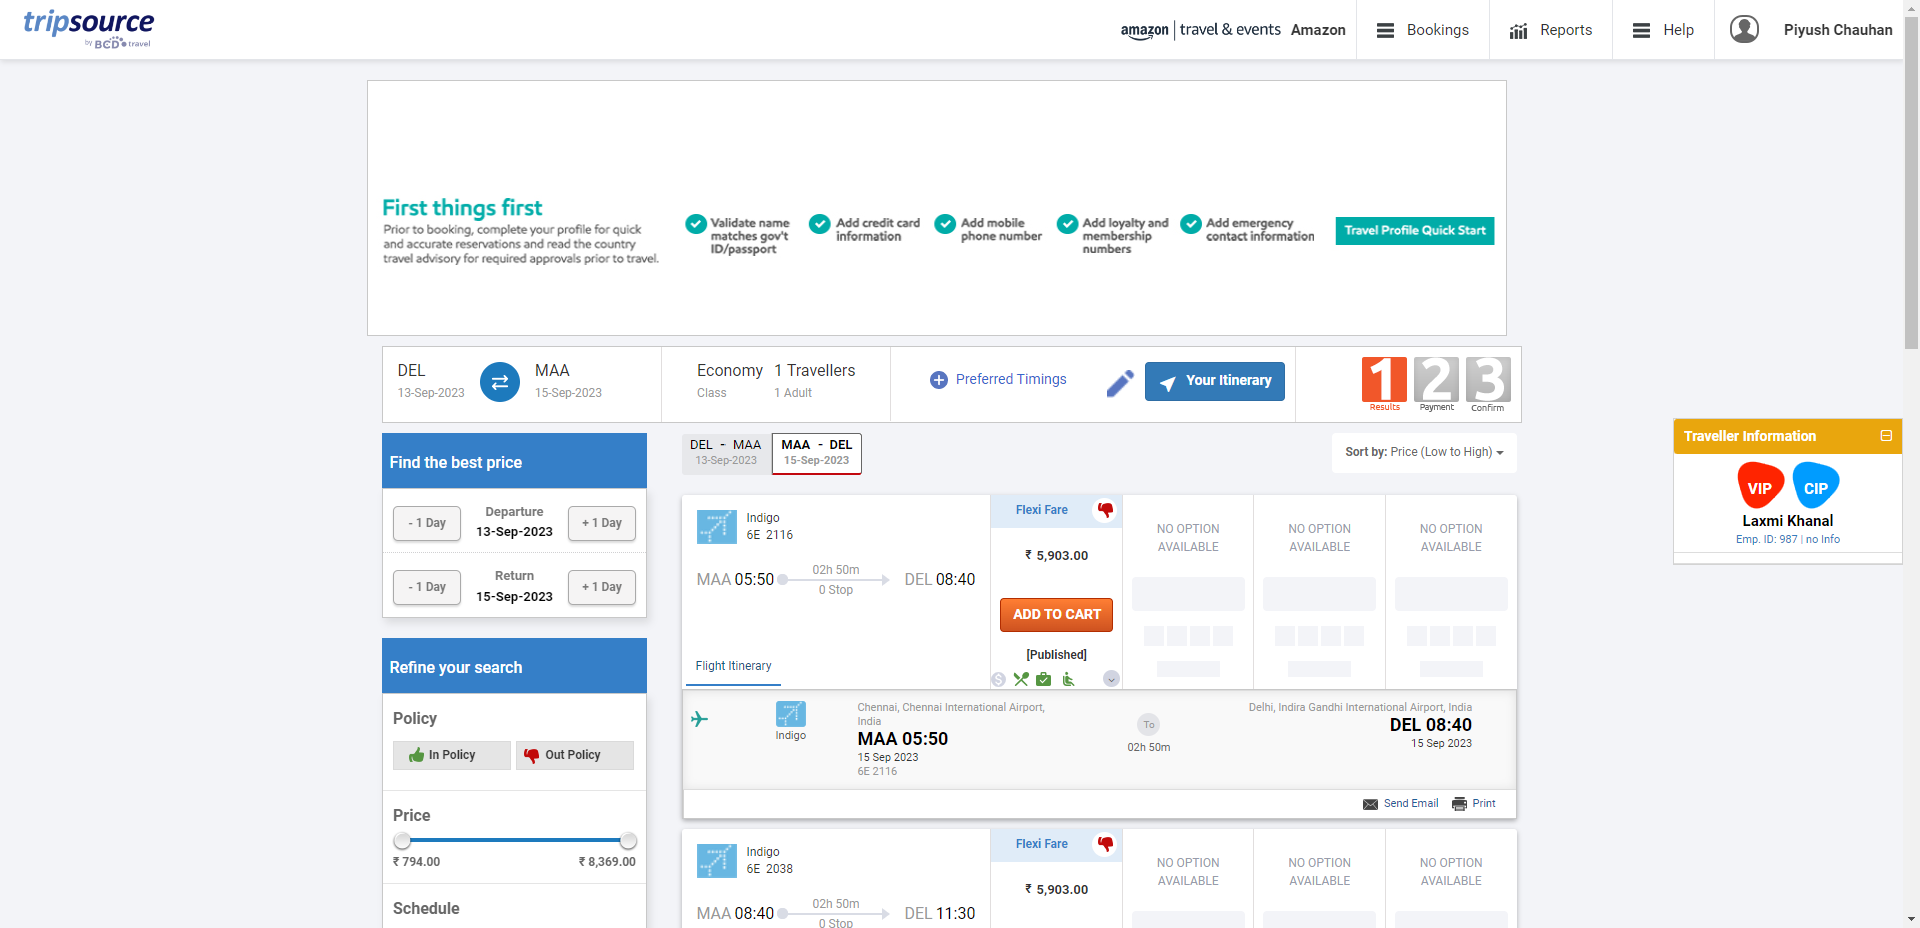 tripsource
by BCD travel
amazon | travel & events Amazon
Bookings
Reports
Help
Piyush Chauhan
First things first
Prior to booking, complete your profile for quick
and accurate reservations and read the country
travel advisory for required approvals prior to travel.
Validate name
matches gov't
ID/passport
Add credit card
information
Add mobile
phone number
Add loyalty and
membership
numbers
Add emergency
contact information
Travel Profile Quick Start
DEL
13-Sep-2023
MAA
15-Sep-2023
Economy
Class
1 Travellers
1 Adult
Preferred Timings
Your Itinerary
1
Results
2
Payment
3
Confirm
Traveller Information
VIP
CIP
Laxmi Khanal
Emp. ID: 987 | no Info
Find the best price
- 1 Day
Departure
13-Sep-2023
+ 1 Day
- 1 Day
Return
15-Sep-2023
+ 1 Day
Refine your search
Policy
In Policy
Out Policy
Price
₹ 794.00
₹ 8,369.00
Schedule
DEL - MAA
13-Sep-2023
MAA - DEL
15-Sep-2023
Sort by: Price (Low to High)
Indigo
6E 2116
MAA 05:50
02h 50m
0 Stop
DEL 08:40
Flight Itinerary
Flexi Fare
₹ 5,903.00
ADD TO CART
[Published]
NO OPTION
AVAILABLE
NO OPTION
AVAILABLE
NO OPTION
AVAILABLE
Indigo
Chennai, Chennai International Airport,
India
MAA 05:50
15 Sep 2023
6E 2116
To
02h 50m
Delhi, Indira Gandhi International Airport, India
DEL 08:40
15 Sep 2023
Send Email
Print
Indigo
6E 2038
MAA 08:40
02h 50m
0 Stop
DEL 11:30
Flexi Fare
₹ 5,903.00
NO OPTION
AVAILABLE
NO OPTION
AVAILABLE
NO OPTION
AVAILABLE